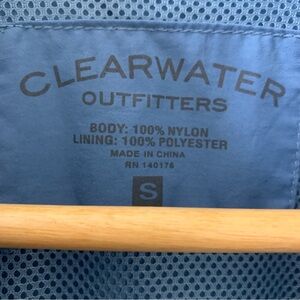 CLEARWATER
OUTFITTERS
BODY: 100% NYLON
LINING: 100% POLYESTER
MADE IN CHINA
RN 140176
S